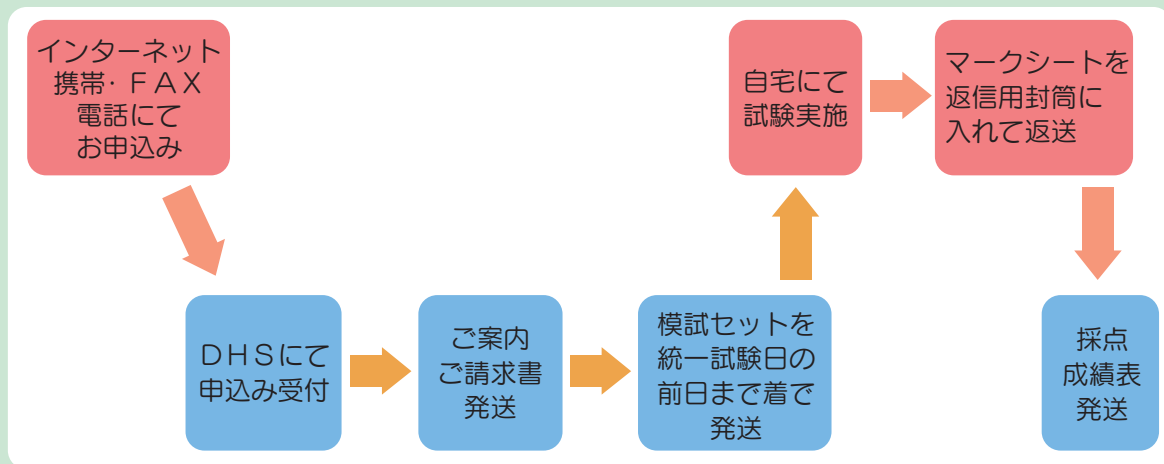 インターネット
携帯・ＦＡＸ
電話にて
お申込み
ＤＨＳにて
申込み受付
ご案内
ご請求書
発送
模試セットを
統一試験日の
前日まで着で
発送
自宅にて
試験実施
マークシートを
返信用封筒に
入れて返送
採点
成績表
発送